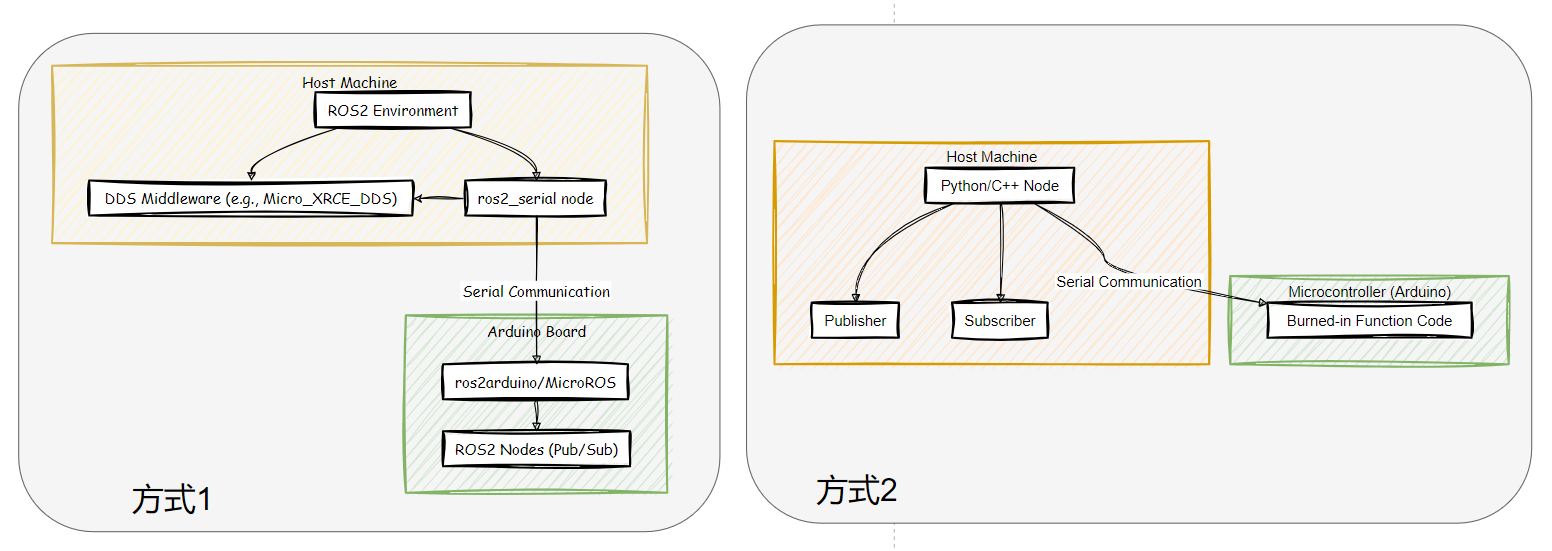 Host Machine
ROS2 Environment
DDS Middleware (e.g., Micro_XRCE_DDS)
ros2_serial node
Serial Communication
Arduino Board
ros2arduino/MicroROS
ROS2 Nodes (Pub/Sub)
方式1
Host Machine
Python/C++ Node
Serial Communication
Publisher
Subscriber
Microcontroller (Arduino)
Burned-in Function Code
方式2